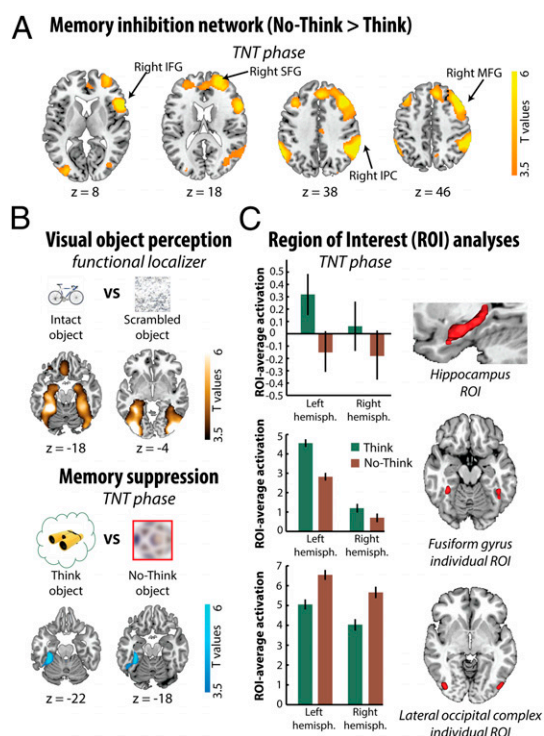 A
Memory inhibition network (No-Think > Think)
TNT phase
Right IFG
Right SFG
Right MFG
Right IPC
6
T values
3.5
z = 8
z = 18
z = 38
z = 46
B
Visual object perception
functional localizer
VS
Intact
object
Scrambled
object
6
T values
3.5
z = -18
z = -4
Memory suppression
TNT phase
VS
Think
object
No-Think
object
6
T values
3.5
z = -22
z = -18
C
Region of Interest (ROI) analyses
TNT phase
ROI-average activation
0.5
0.4
0.3
0.2
0.1
0
-0.1
-0.2
-0.3
-0.4
-0.5
Left
hemisph.
Right
hemisph.
Hippocampus
ROI
ROI-average activation
5
4
3
2
1
0
Think
No-Think
Left
hemisph.
Right
hemisph.
Fusiform gyrus
individual ROI
ROI-average activation
7
6
5
4
3
2
1
0
Left
hemisph.
Right
hemisph.
Lateral occipital complex
individual ROI